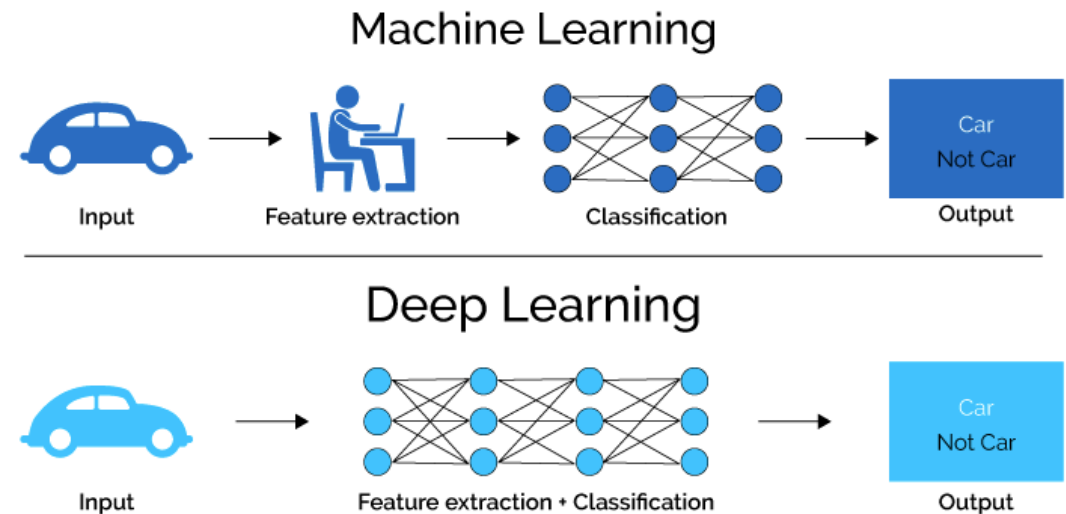 Machine Learning
Car
Not Car
Input
Feature extraction
Classification
Output
Deep Learning
Car
Not Car
Input
Feature extraction + Classification
Output